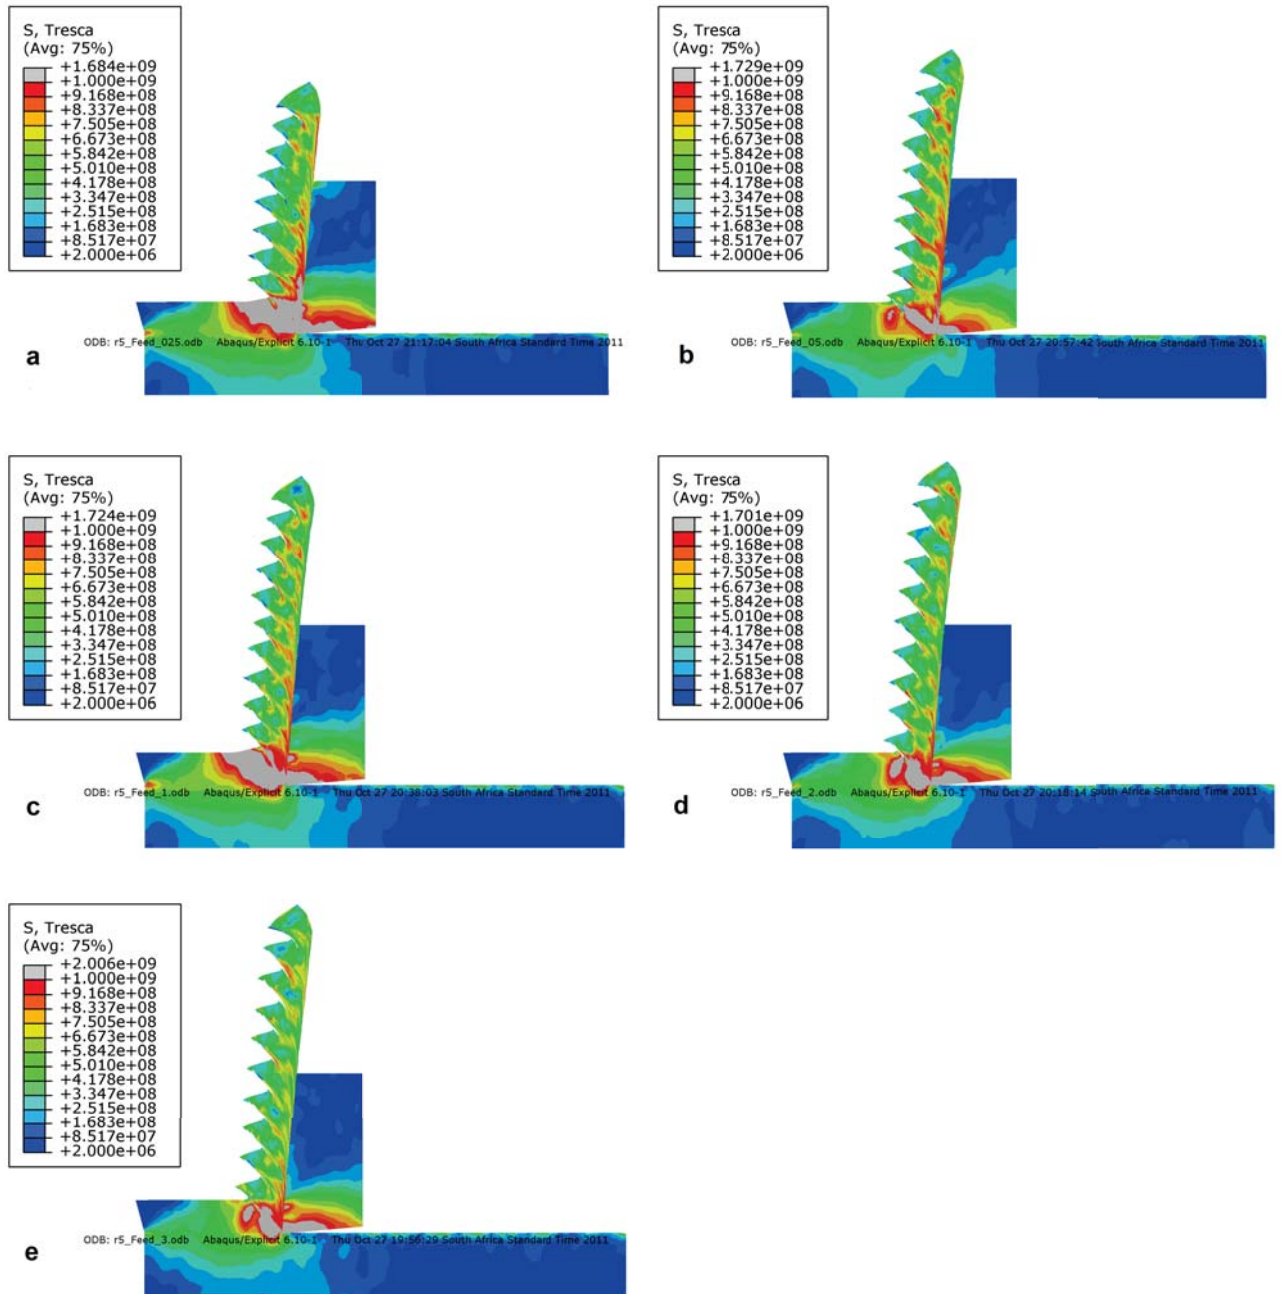 S, Tresca
(Avg: 75%)
+1.684e+09
+1.000e+09
+9.168e+08
+8.337e+08
+7.505e+08
+6.673e+08
+5.842e+08
+5.010e+08
+4.178e+08
+3.347e+08
+2.515e+08
+1.683e+08
+8.517e+07
+2.000e+06
ODB: r5_Feed_025.odb Abaqus/Explicit 6.10-1 Thu Oct 27 21:17:04 South Africa Standard Time 2011
a
S, Tresca
(Avg: 75%)
+1.729e+09
+1.000e+09
+9.168e+08
+8.337e+08
+7.505e+08
+6.673e+08
+5.842e+08
+5.010e+08
+4.178e+08
+3.347e+08
+2.515e+08
+1.683e+08
+8.517e+07
+2.000e+06
ODB: r5_Feed_05.odb Abaqus/Explicit 6.10-1 Thu Oct 27 20:57:42 South Africa Standard Time 2011
b
S, Tresca
(Avg: 75%)
+1.724e+09
+1.000e+09
+9.168e+08
+8.337e+08
+7.505e+08
+6.673e+08
+5.842e+08
+5.010e+08
+4.178e+08
+3.347e+08
+2.515e+08
+1.683e+08
+8.517e+07
+2.000e+06
ODB: r5_Feed_1.odb Abaqus/Explicit 6.10-1 Thu Oct 27 20:38:03 South Africa Standard Time 2011
c
S, Tresca
(Avg: 75%)
+1.701e+09
+1.000e+09
+9.168e+08
+8.337e+08
+7.505e+08
+6.673e+08
+5.842e+08
+5.010e+08
+4.178e+08
+3.347e+08
+2.515e+08
+1.683e+08
+8.517e+07
+2.000e+06
ODB: r5_Feed_2.odb Abaqus/Explicit 6.10-1 Thu Oct 27 20:18:14 South Africa Standard Time 2011
d
S, Tresca
(Avg: 75%)
+2.006e+09
+1.000e+09
+9.168e+08
+8.337e+08
+7.505e+08
+6.673e+08
+5.842e+08
+5.010e+08
+4.178e+08
+3.347e+08
+2.515e+08
+1.683e+08
+8.517e+07
+2.000e+06
ODB: r5_Feed_3.odb Abaqus/Explicit 6.10-1 Thu Oct 27 19:56:29 South Africa Standard Time 2011
e